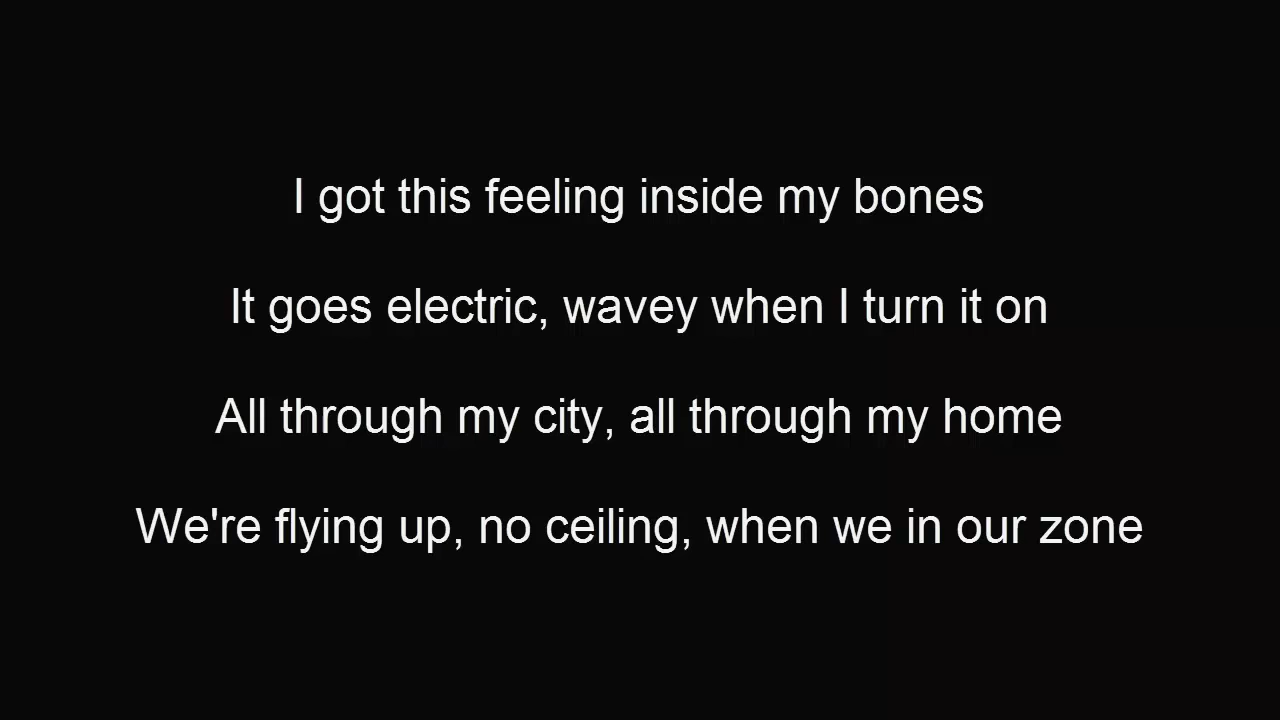 I got this feeling inside my bones
It goes electric, wavey when I turn it on
All through my city, all through my home
We're flying up, no ceiling, when we in our zone